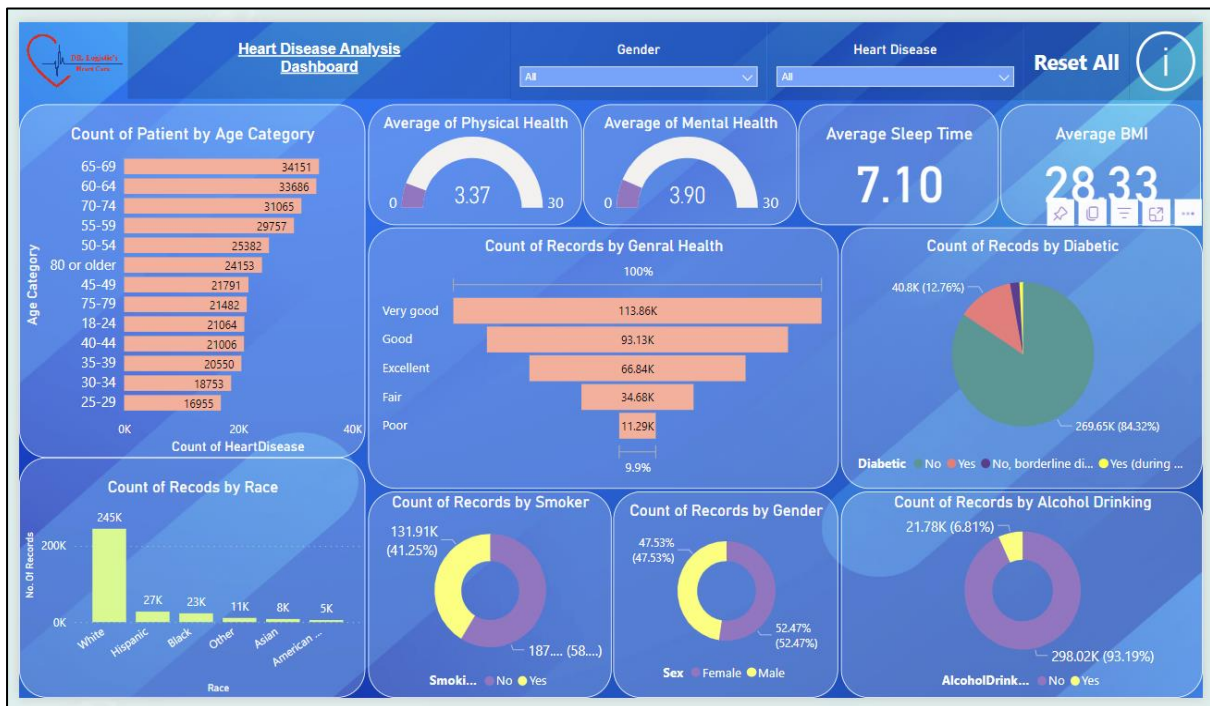 DR. Logistic's
Heart Care
Heart Disease Analysis
Dashboard
Gender
All
Heart Disease
All
Reset All
i
Count of Patient by Age Category
Age Category
65-69 34151
60-64 33686
70-74 31065
55-59 29757
50-54 25382
80 or older 24153
45-49 21791
75-79 21482
18-24 21064
40-44 21006
35-39 20550
30-34 18753
25-29 16955
0K 20K 40K
Count of HeartDisease
Average of Physical Health
3.37
0 30
Average of Mental Health
3.90
0 30
Average Sleep Time
7.10
Average BMI
28.33
Count of Records by Genral Health
100%
Very good 113.86K
Good 93.13K
Excellent 66.84K
Fair 34.68K
Poor 11.29K
9.9%
Count of Recods by Diabetic
40.8K (12.76%)
269.65K (84.32%)
Diabetic No Yes No, borderline di... Yes (during ...
Count of Recods by Race
No. Of Records
200K
0K
245K 27K 23K 11K 8K 5K
White Hispanic Black Other Asian American ...
Race
Count of Records by Smoker
131.91K
(41.25%)
187.... (58....)
Smoki... No Yes
Count of Records by Gender
47.53%
(47.53%)
52.47%
(52.47%)
Sex Female Male
Count of Records by Alcohol Drinking
21.78K (6.81%)
298.02K (93.19%)
AlcoholDrink... No Yes